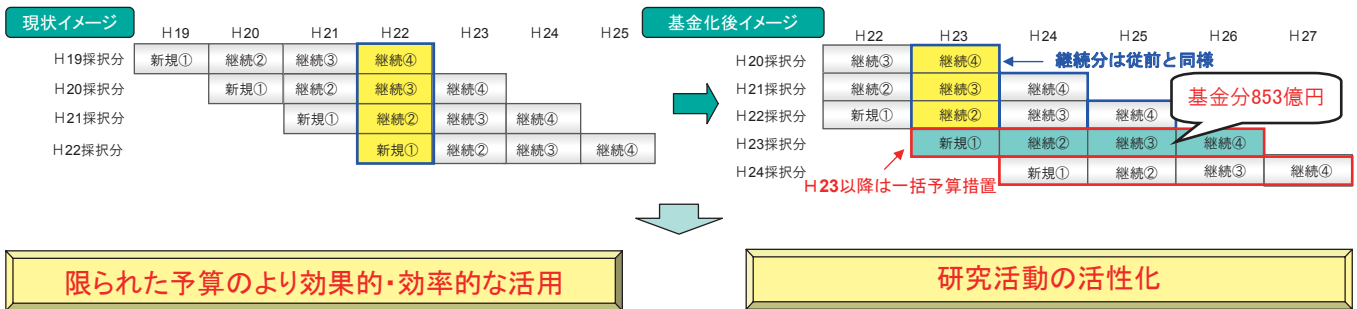 現状イメージ
H19 H20 H21 H22 H23 H24 H25
H19採択分 新規① 継続② 継続③ 継続④
H20採択分 新規① 継続② 継続③ 継続④
H21採択分 新規① 継続② 継続③ 継続④
H22採択分 新規① 継続② 継続③ 継続④
基金化後イメージ
H22 H23 H24 H25 H26 H27
H20採択分 継続③ 継続④ 継続分は従前と同様
H21採択分 継続② 継続③ 継続④
H22採択分 新規① 継続② 継続③ 継続④
基金分853億円
H23採択分 新規① 継続② 継続③ 継続④
H24採択分 新規① 継続② 継続③ 継続④
H23以降は一括予算措置
限られた予算のより効果的・効率的な活用
研究活動の活性化